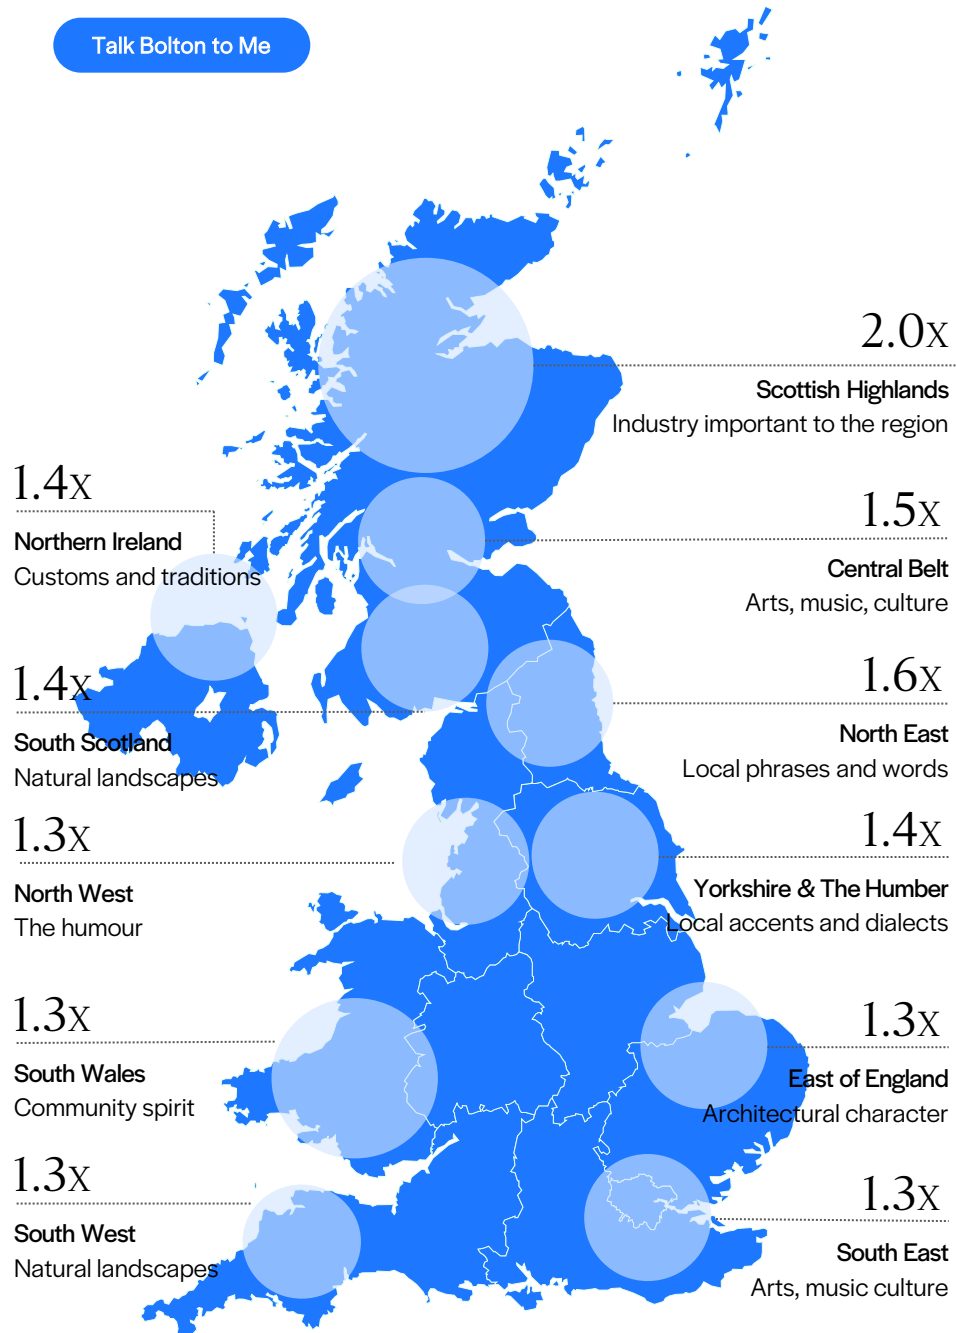 Talk Bolton to Me
2.0x
Scottish Highlands
Industry important to the region
1.4x
Northern Ireland
Customs and traditions
1.5x
Central Belt
Arts, music, culture
1.4x
South Scotland
Natural landscapes
1.6x
North East
Local phrases and words
1.3x
North West
The humour
1.4x
Yorkshire & The Humber
Local accents and dialects
1.3x
South Wales
Community spirit
1.3x
East of England
Architectural character
1.3x
South West
Natural landscapes
1.3x
South East
Arts, music culture